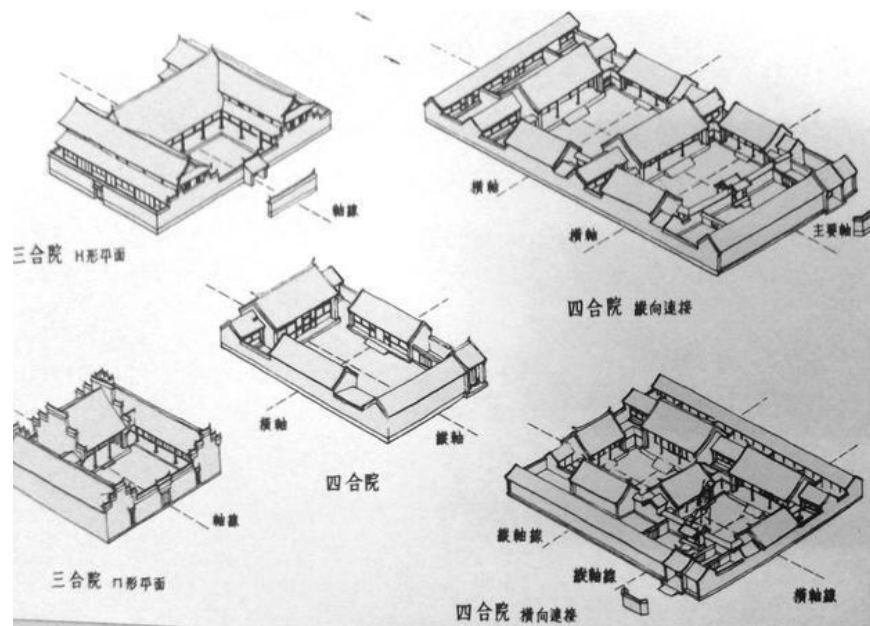 軸線
三合院 H形平面
橫軸
橫軸
主要軸
四合院 縱向連接
橫軸
縱軸
四合院
軸線
三合院 ㄇ形平面
縱軸線
縱軸線
橫軸線
四合院 橫向連接